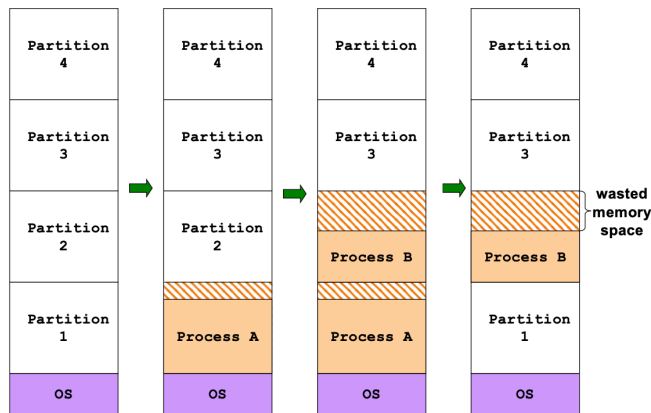 Partition
4
Partition
3
Partition
2
Partition
1
OS
Partition
4
Partition
3
Partition
2
Process A
OS
Partition
4
Partition
3
Process B
Process A
OS
Partition
4
Partition
3
Process B
Partition
1
OS
wasted
memory
space